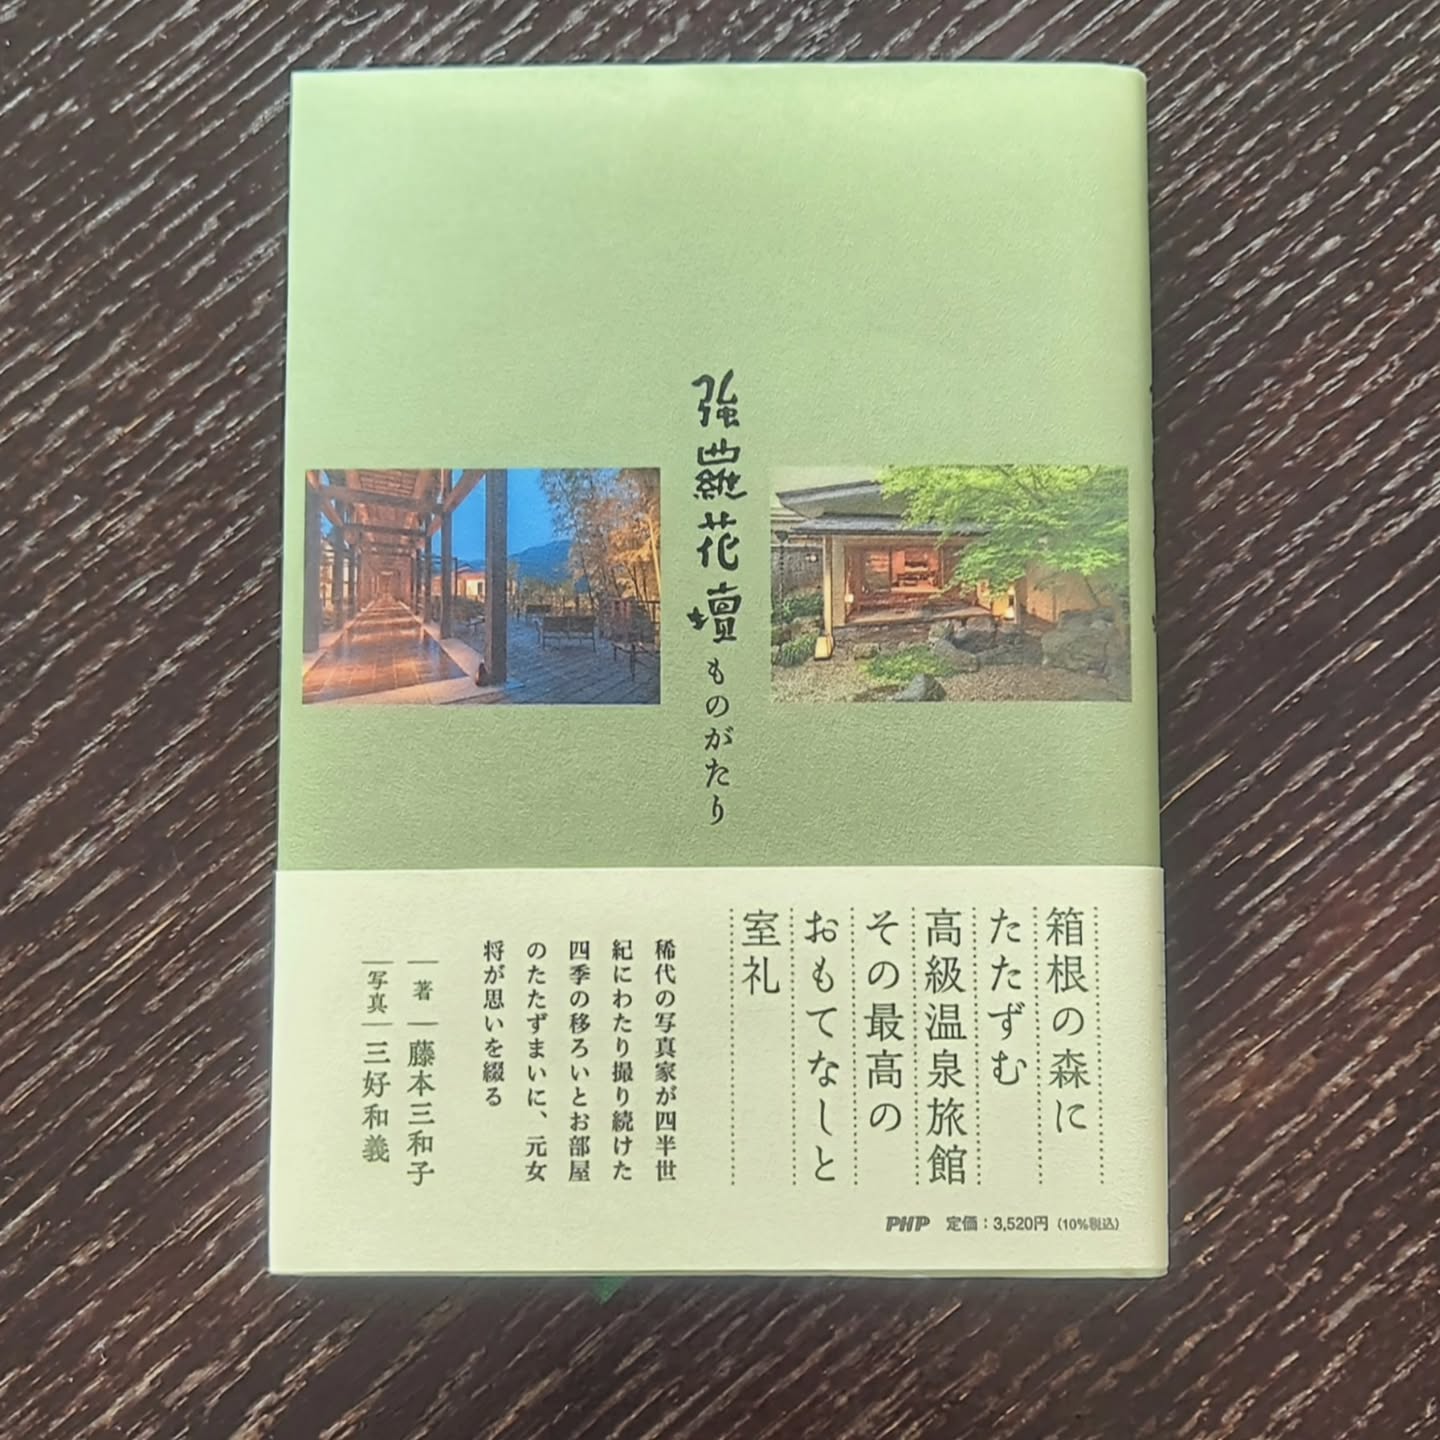 強羅花壇ものがたり
箱根の森に
たたずむ
高級温泉旅館
その最高の
おもてなしと
室礼
稀代の写真家が四半世
紀にわたり撮り続けた
四季の移ろいとお部屋
のたたずまいに、元女
将が思いを綴る
著 藤本三和子
写真 三好和義
PHP 定価：3,520円（10%税込）